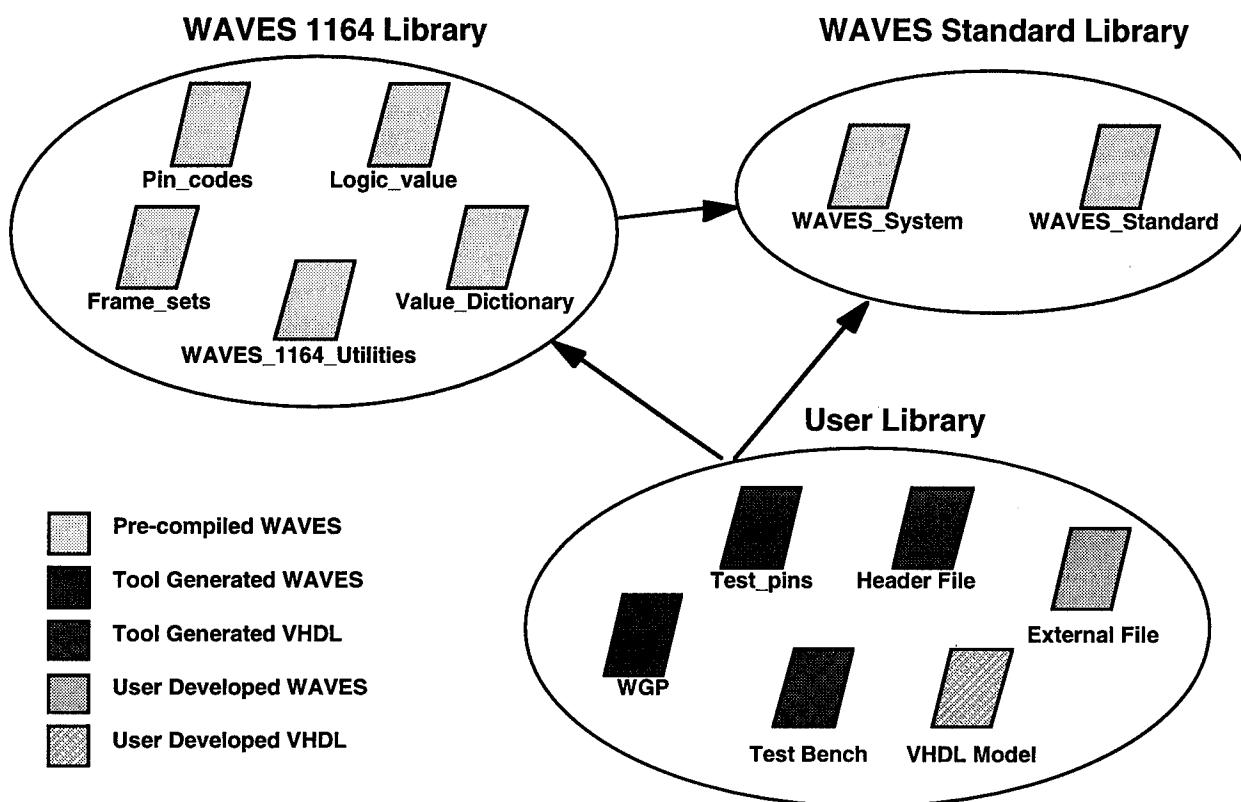 WAVES 1164 Library
WAVES Standard Library
Pin_codes
Logic_value
WAVES_System
WAVES_Standard
Frame_sets
Value_Dictionary
WAVES_1164_Utilities
User Library
Pre-compiled WAVES
Tool Generated WAVES
Tool Generated VHDL
User Developed WAVES
User Developed VHDL
Test_pins
Header File
External File
WGP
Test Bench
VHDL Model